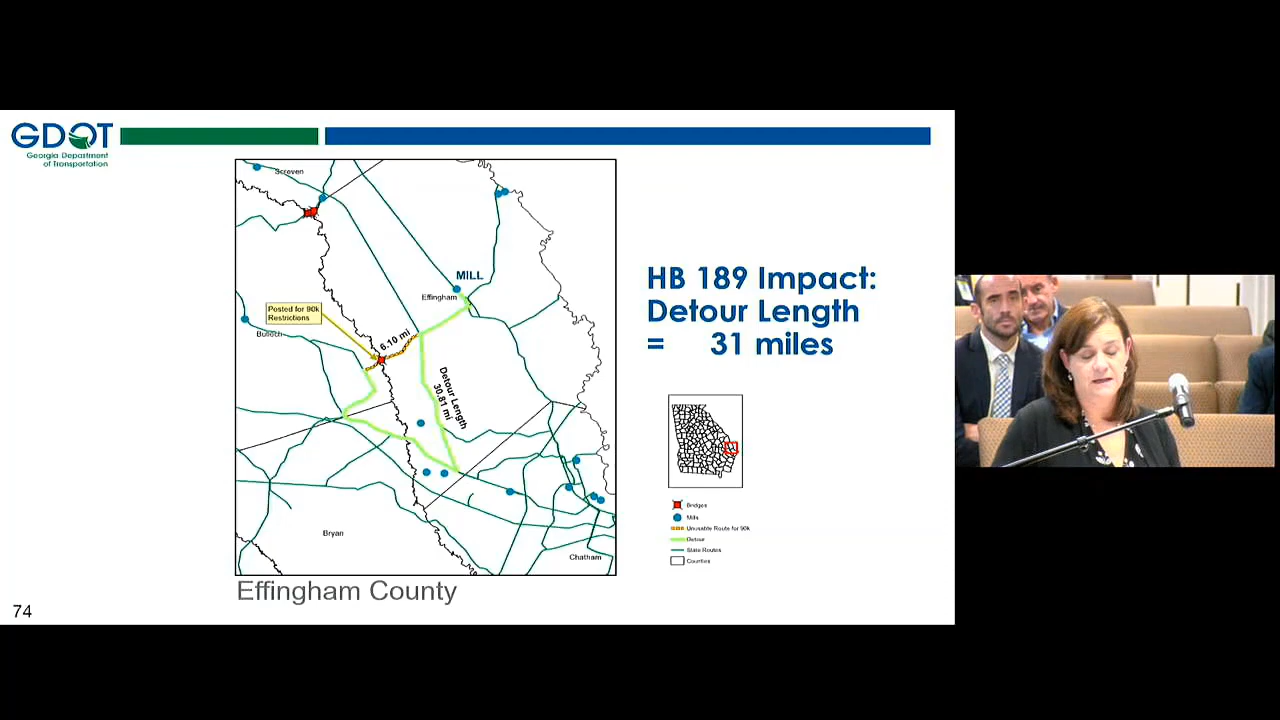 GDOT
Georgia Department
of Transportation
Screven
MILL
Effingham
Posted for 90k
Restrictions
Bulloch
6.10 mi
Detour Length
30.81 mi
Bryan
Chatham
Effingham County
74
HB 189 Impact:
Detour Length
= 31 miles
Bridges
Mills
Unusable Route for 90k
Detour
State Routes
Counties